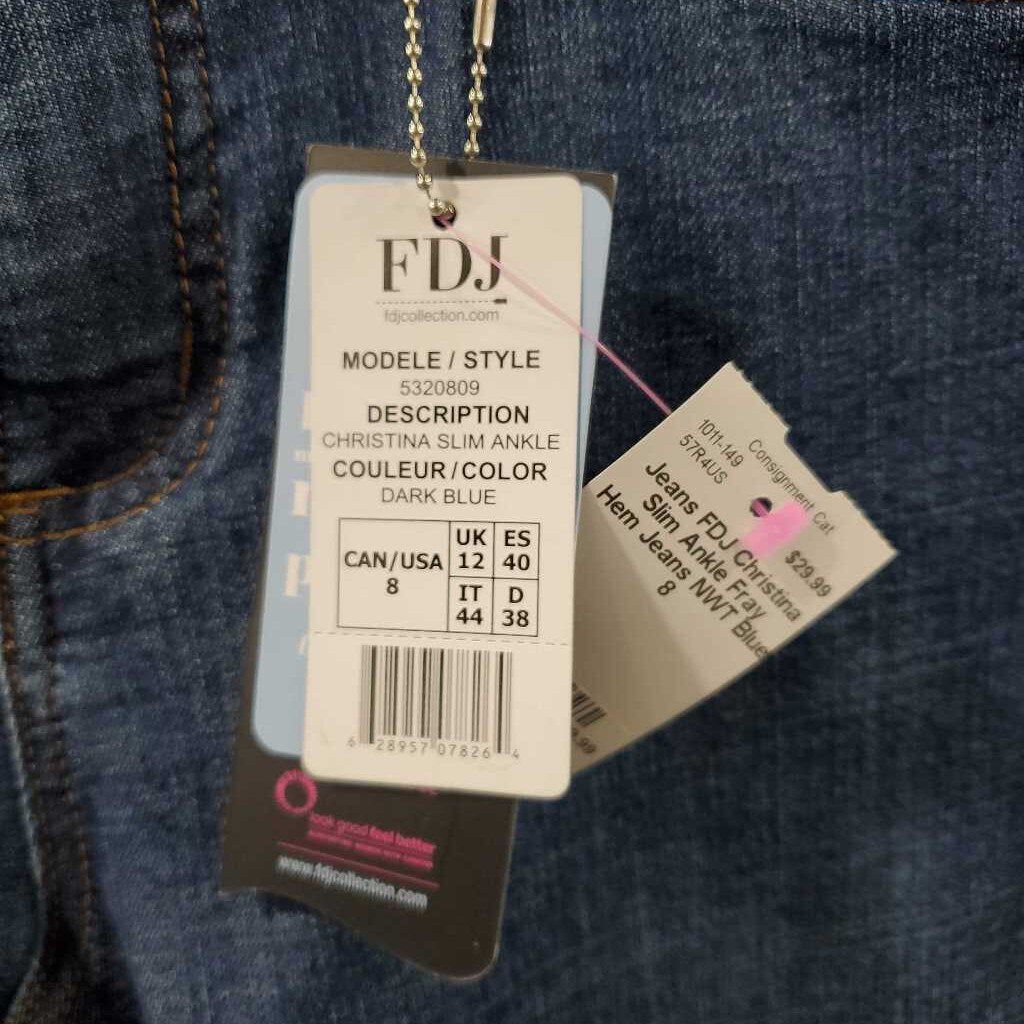 FDJ
fdjcollection.com
MODELE / STYLE
5320809
DESCRIPTION
CHRISTINA SLIM ANKLE
COULEUR / COLOR
DARK BLUE
CAN/USA
8
UK
12
ES
40
IT
44
D
38
6 28957 07826 4
look good feel better
www.fdjcollection.com
Consignment Cat
1011-149
57R4US
$29.99
Jeans FDJ Christina
Slim Ankle Fray
Hem Jeans NWT Blue
8